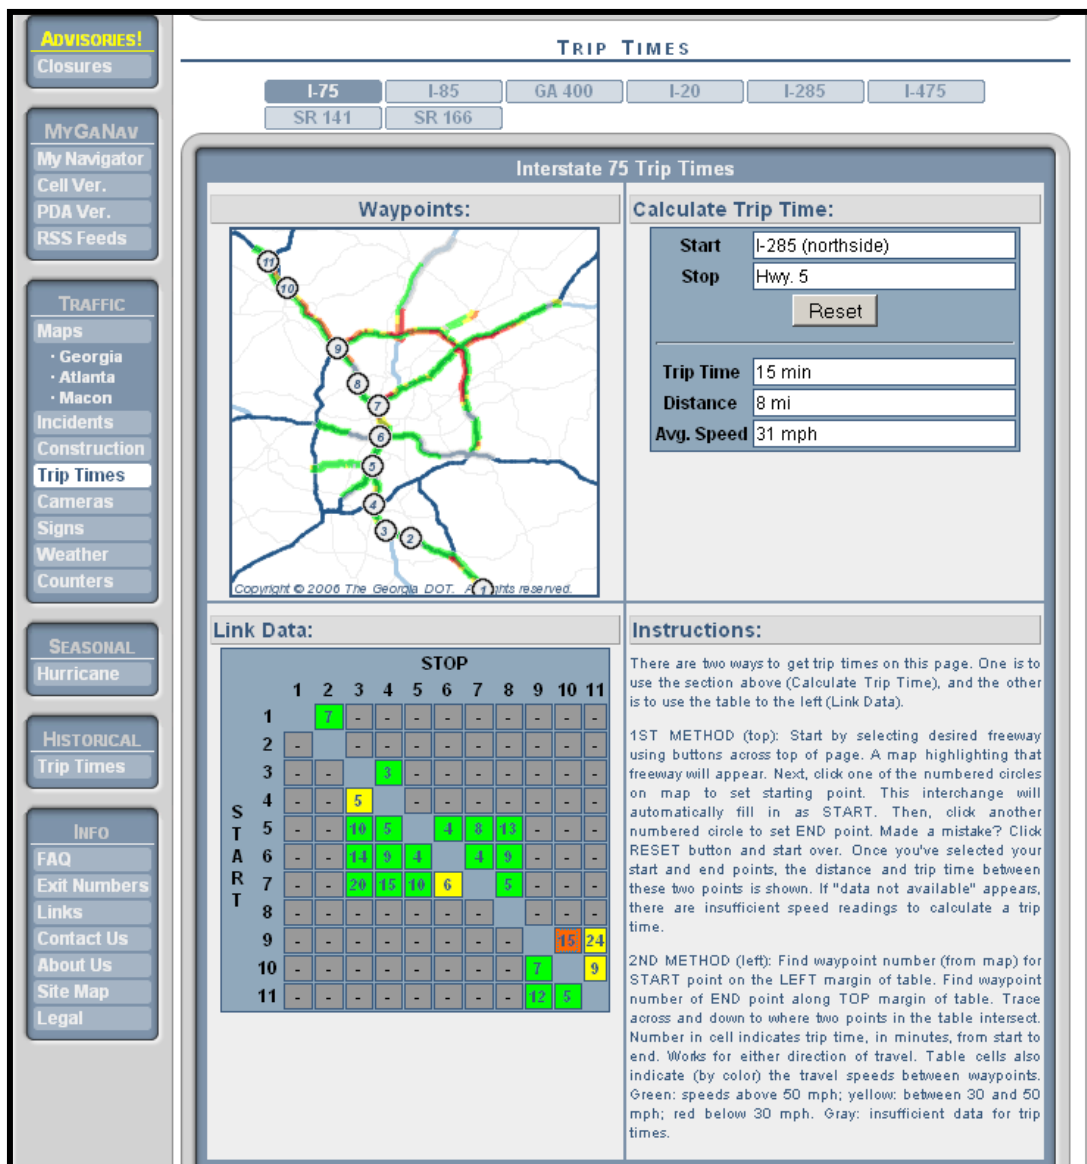 ADVISORIES!
Closures
MYGANAV
My Navigator
Cell Ver.
PDA Ver.
RSS Feeds
TRAFFIC
Maps
· Georgia
· Atlanta
· Macon
Incidents
Construction
Trip Times
Cameras
Signs
Weather
Counters
SEASONAL
Hurricane
HISTORICAL
Trip Times
INFO
FAQ
Exit Numbers
Links
Contact Us
About Us
Site Map
Legal
TRIP TIMES
I-75 I-85 GA 400 I-20 I-285 I-475
SR 141 SR 166
Interstate 75 Trip Times
Waypoints:
11
10
9
8
7
6
5
4
3
2
1
Copyright © 2006 The Georgia DOT. reserved.
Calculate Trip Time:
Start I-285 (northside)
Stop Hwy. 5
Reset
Trip Time 15 min
Distance 8 mi
Avg. Speed 31 mph
Link Data:
STOP
1 2 3 4 5 6 7 8 9 10 11
START
1 7 - - - - - - - - -
2 - - - - - - - - - -
3 - - 3 - - - - - - -
4 - - 5 - - - - - - -
5 - - 10 5 4 8 13 - - -
6 - - 14 9 4 4 9 - - -
7 - - 20 15 10 6 5 - - -
8 - - - - - - - - - -
9 - - - - - - - - 15 24
10 - - - - - - - - 7 9
11 - - - - - - - - 12 5
Instructions:
There are two ways to get trip times on this page. One is to
use the section above (Calculate Trip Time), and the other
is to use the table to the left (Link Data).
1ST METHOD (top): Start by selecting desired freeway
using buttons across top of page. A map highlighting that
freeway will appear. Next, click one of the numbered circles
on map to set starting point. This interchange will
automatically fill in as START. Then, click another
numbered circle to set END point. Made a mistake? Click
RESET button and start over. Once you've selected your
start and end points, the distance and trip time between
these two points is shown. If "data not available" appears,
there are insufficient speed readings to calculate a trip
time.
2ND METHOD (left): Find waypoint number (from map) for
START point on the LEFT margin of table. Find waypoint
number of END point along TOP margin of table. Trace
across and down to where two points in the table intersect.
Number in cell indicates trip time, in minutes, from start to
end. Works for either direction of travel. Table cells also
indicate (by color) the travel speeds between waypoints.
Green: speeds above 50 mph; yellow: between 30 and 50
mph; red below 30 mph. Gray: insufficient data for trip
times.